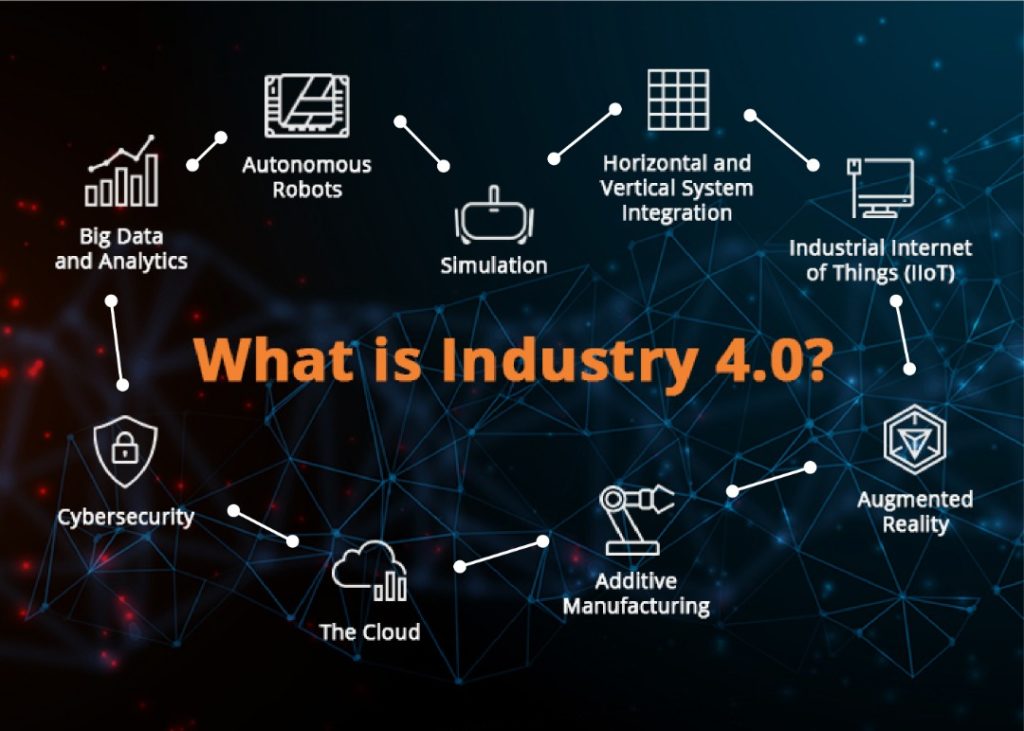 Autonomous
Robots
Horizontal and
Vertical System
Integration
Big Data
and Analytics
Simulation
Industrial Internet
of Things (IIoT)
What is Industry 4.0?
Cybersecurity
Augmented
Reality
The Cloud
Additive
Manufacturing